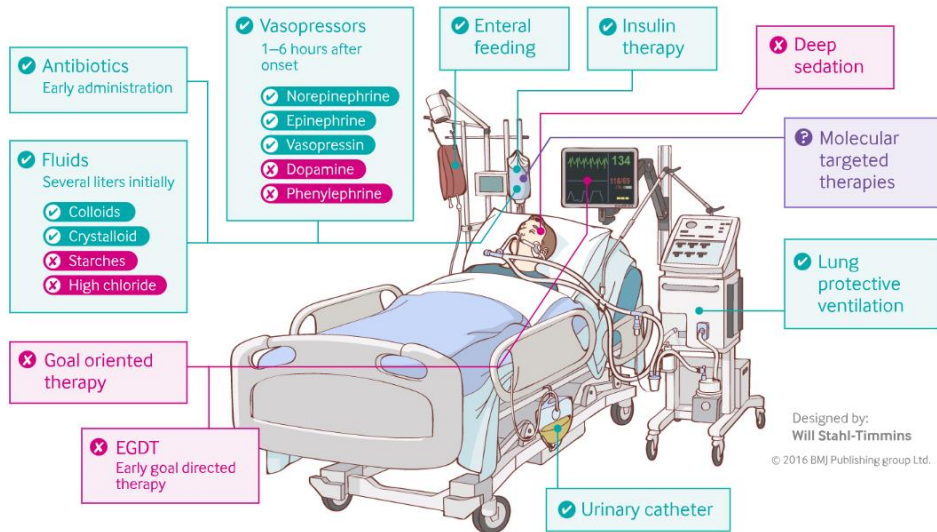 Antibiotics
Early administration
Fluids
Several liters initially
Colloids
Crystalloid
Starches
High chloride
Vasopressors
1–6 hours after
onset
Norepinephrine
Epinephrine
Vasopressin
Dopamine
Phenylephrine
Enteral
feeding
Insulin
therapy
Deep
sedation
?
Molecular
targeted
therapies
134
Lung
protective
ventilation
Goal oriented
therapy
EGDT
Early goal directed
therapy
Urinary catheter
Designed by:
Will Stahl-Timmins
© 2016 BMJ Publishing group Ltd.